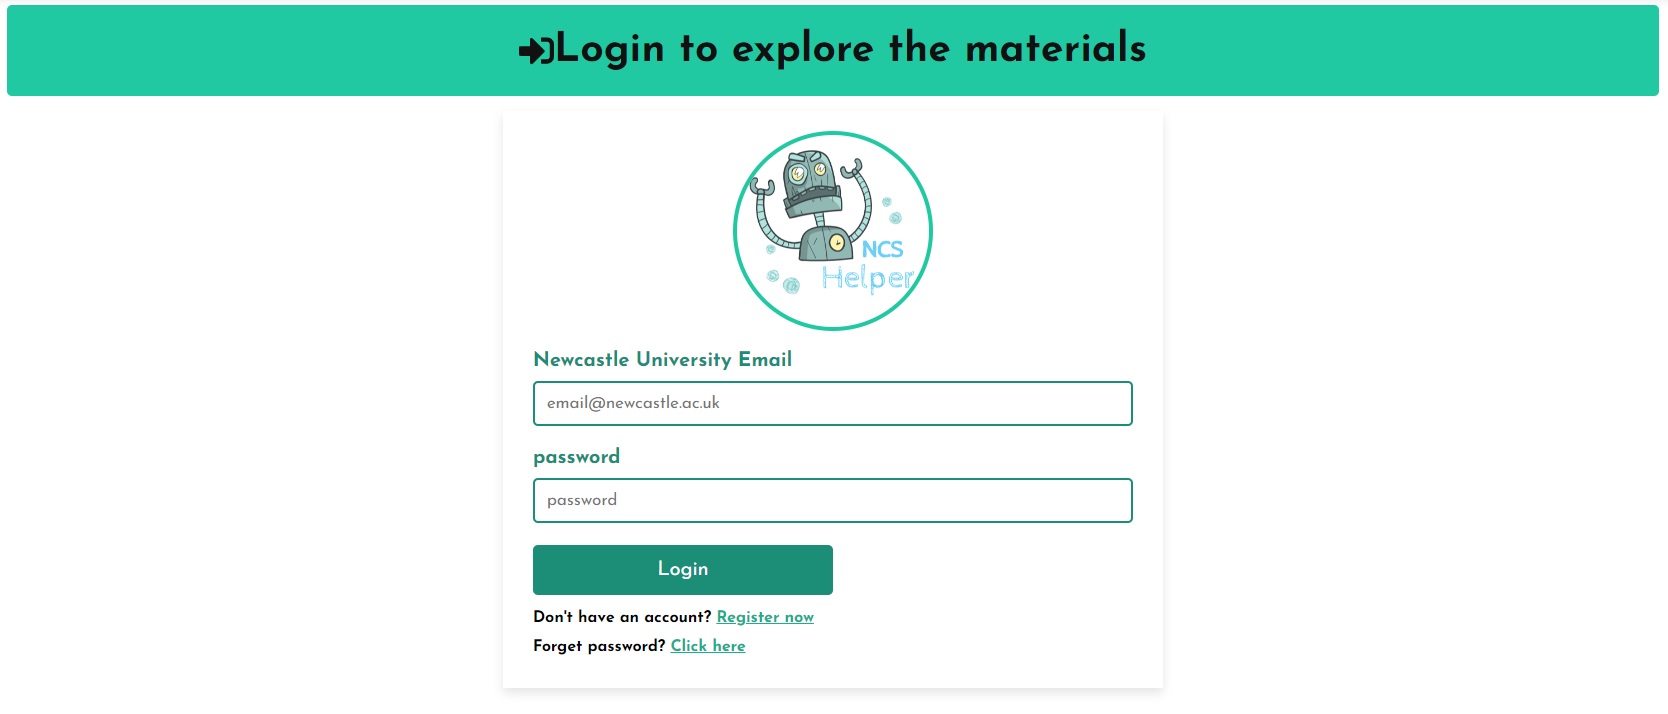 Login to explore the materials
NCS
Helper
Newcastle University Email
email@newcastle.ac.uk
password
password
Login
Don't have an account? Register now
Forget password? Click here